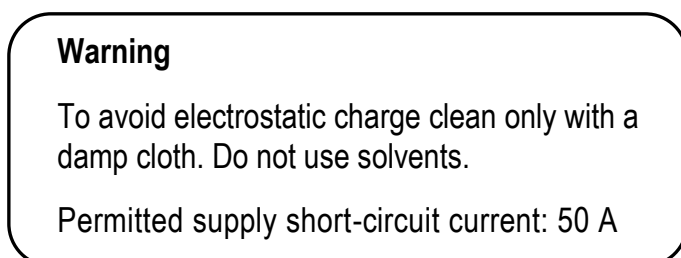 Warning
To avoid electrostatic charge clean only with a
damp cloth. Do not use solvents.
Permitted supply short-circuit current: 50 A